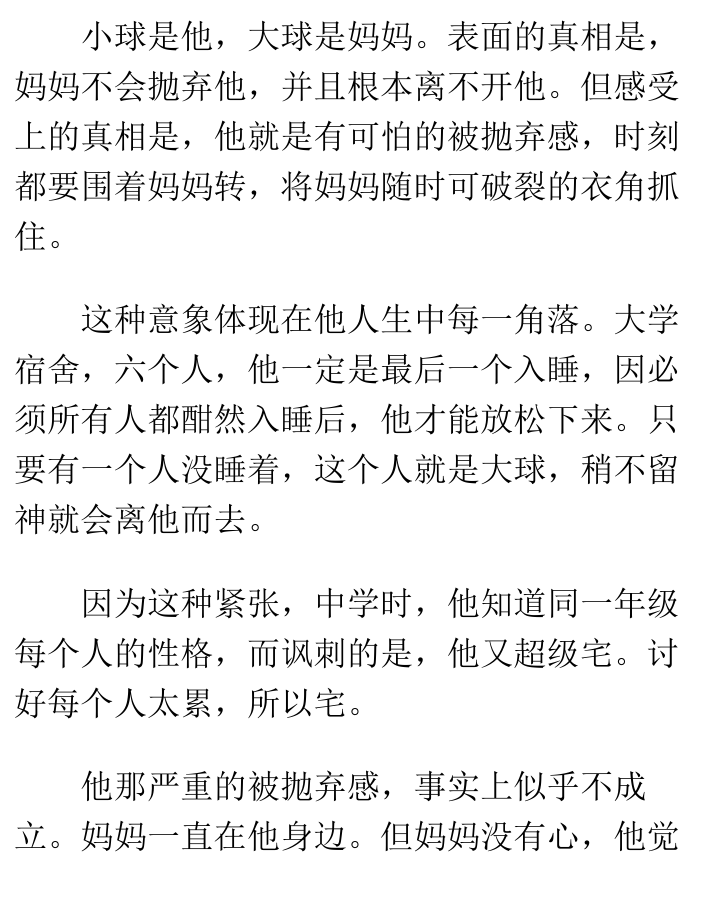 小球是他，大球是妈妈。表面的真相是，
妈妈不会抛弃他，并且根本离不开他。但感受
上的真相是，他就是有可怕的被抛弃感，时刻
都要围着妈妈转，将妈妈随时可破裂的衣角抓
住。
这种意象体现在他人生中每一角落。大学
宿舍，六个人，他一定是最后一个入睡，因必
须所有人都酣然入睡后，他才能放松下来。只
要有一个人没睡着，这个人就是大球，稍不留
神就会离他而去。
因为这种紧张，中学时，他知道同一年级
每个人的性格，而讽刺的是，他又超级宅。讨
好每个人太累，所以宅。
他那严重的被抛弃感，事实上似乎不成
立。妈妈一直在他身边。但妈妈没有心，他觉